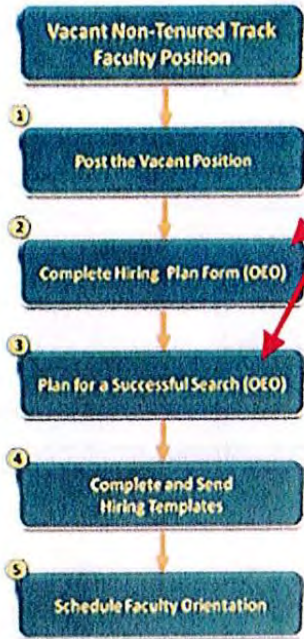 Vacant Non-Tenured Track
Faculty Position
1
Post the Vacant Position
2
Complete Hiring Plan Form (OEO)
3
Plan for a Successful Search (OEO)
4
Complete and Send
Hiring Templates
5
Schedule Faculty Orientation